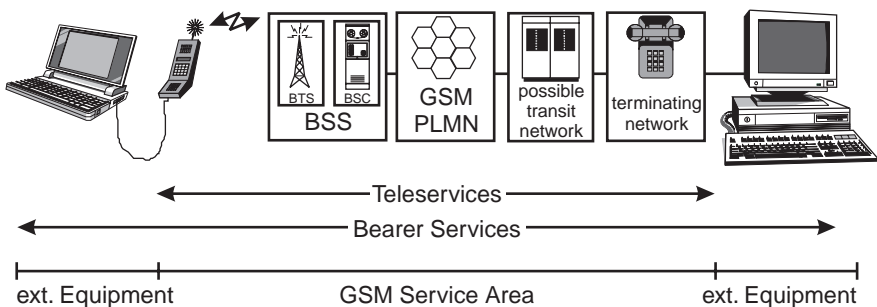 BTS
BSC
BSS
GSM
PLMN
possible
transit
network
terminating
network
Teleservices
Bearer Services
ext. Equipment
GSM Service Area
ext. Equipment